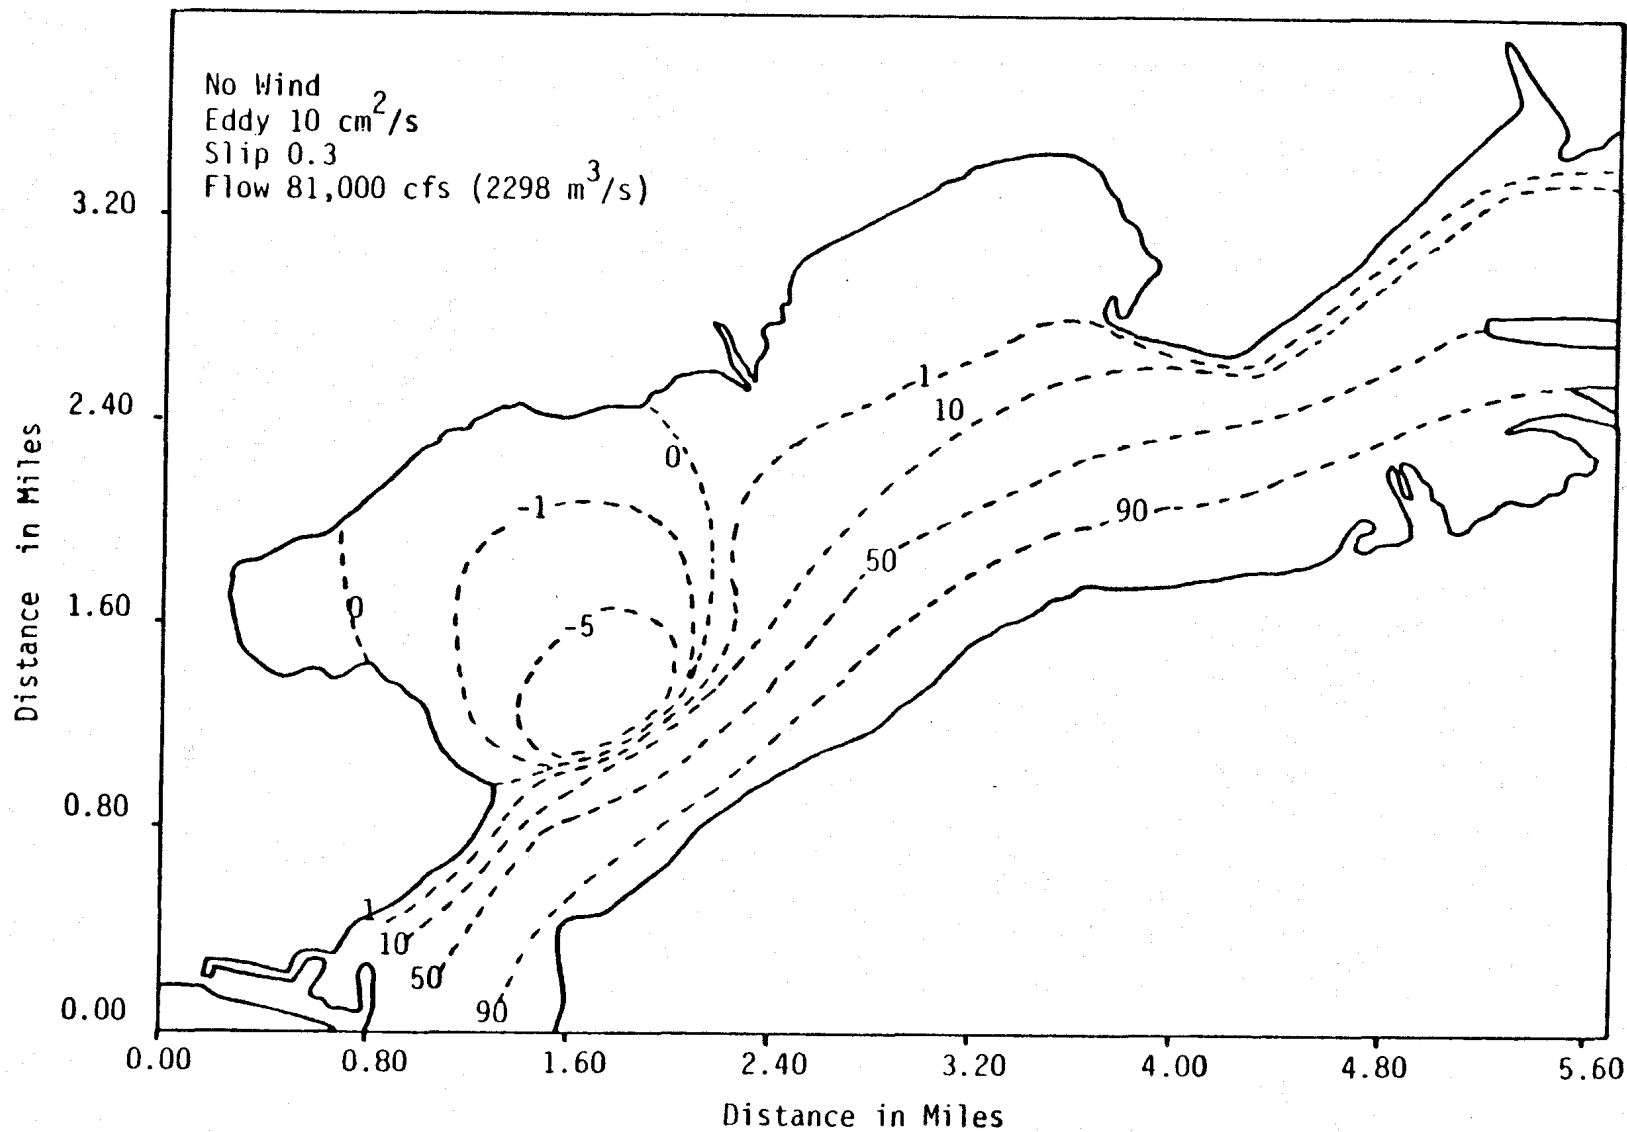 No Wind
Eddy 10 cm²/s
Slip 0.3
Flow 81,000 cfs (2298 m³/s)
3.20
2.40
1.60
0.80
0.00
Distance in Miles
1
10
0
-1
90
50
0
-5
1
10
50
90
0.00 0.80 1.60 2.40 3.20 4.00 4.80 5.60
Distance in Miles